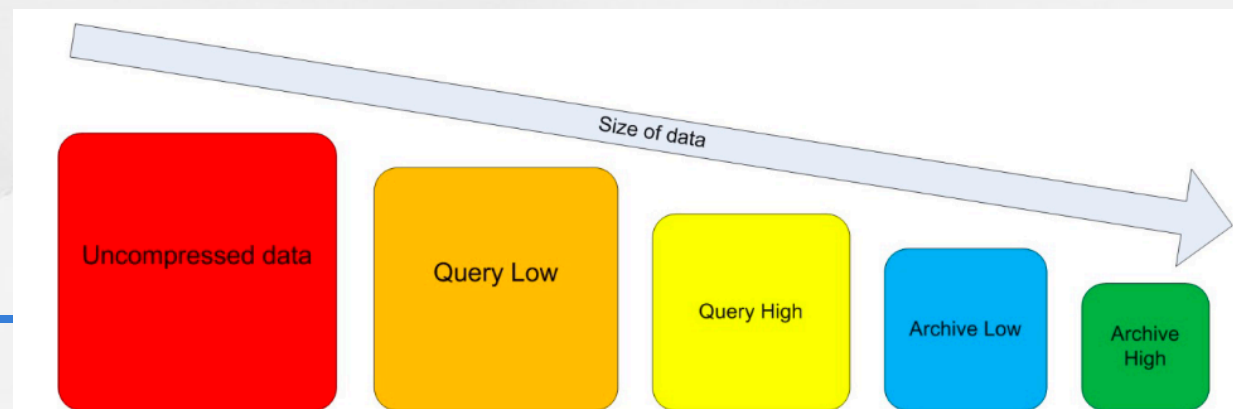 Size of data
Uncompressed data
Query Low
Query High
Archive Low
Archive
High